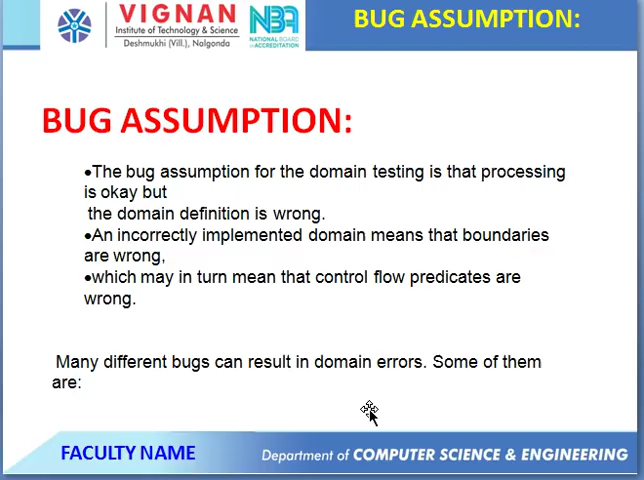 VIGNAN
Institute of Technology & Science
Deshmukhi (Vill.), Nalgonda
NBA
NATIONAL BOARD
of ACCREDITATION
BUG ASSUMPTION:
BUG ASSUMPTION:
•The bug assumption for the domain testing is that processing
is okay but
the domain definition is wrong.
•An incorrectly implemented domain means that boundaries
are wrong,
•which may in turn mean that control flow predicates are
wrong.
Many different bugs can result in domain errors. Some of them
are:
FACULTY NAME
Department of COMPUTER SCIENCE & ENGINEERING